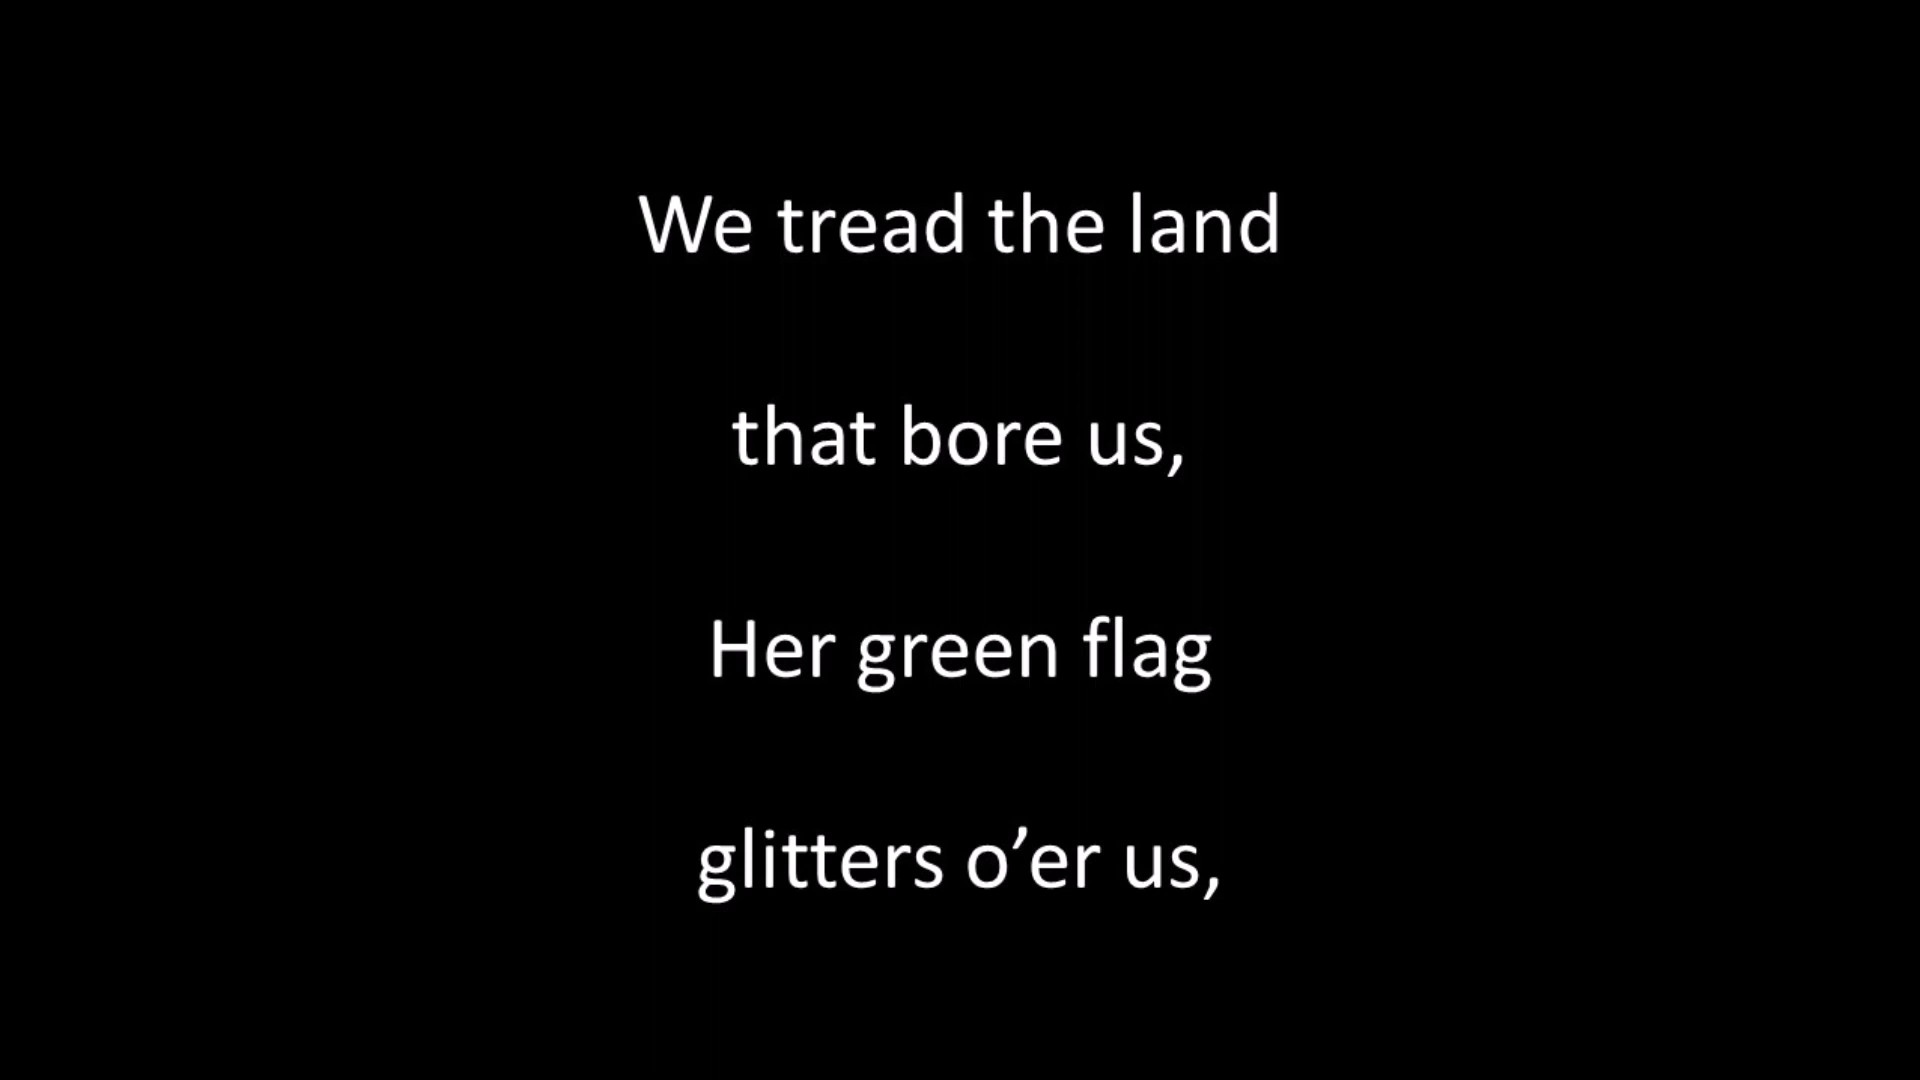 We tread the land
that bore us,
Her green flag
glitters o’er us,